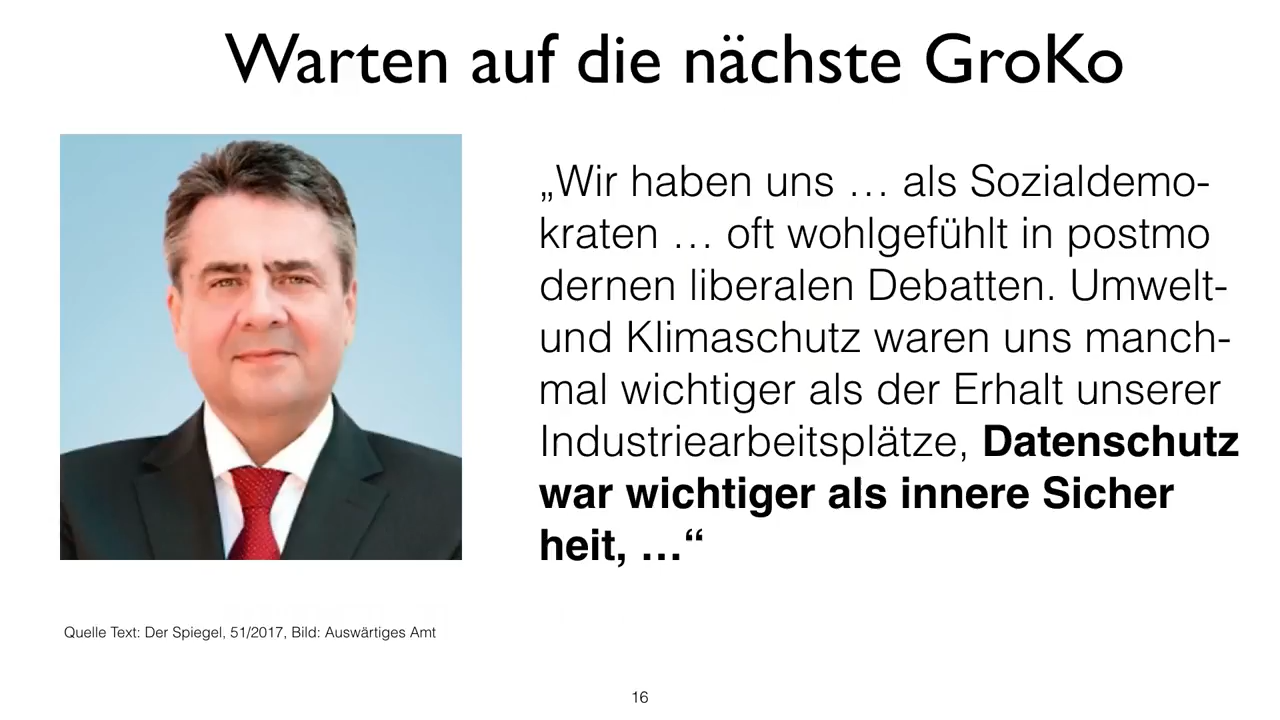 Warten auf die nächste GroKo
„Wir haben uns … als Sozialdemo-
kraten … oft wohlgefühlt in postmo
dernen liberalen Debatten. Umwelt-
und Klimaschutz waren uns manch-
mal wichtiger als der Erhalt unserer
Industriearbeitsplätze, Datenschutz
war wichtiger als innere Sicher
heit, …“
Quelle Text: Der Spiegel, 51/2017, Bild: Auswärtiges Amt
16